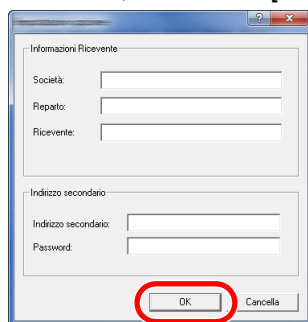 Informazioni Ricevente
Società:
Reparto:
Ricevente:
Indirizzo secondario
Indirizzo secondario:
Password:
OK Cancella